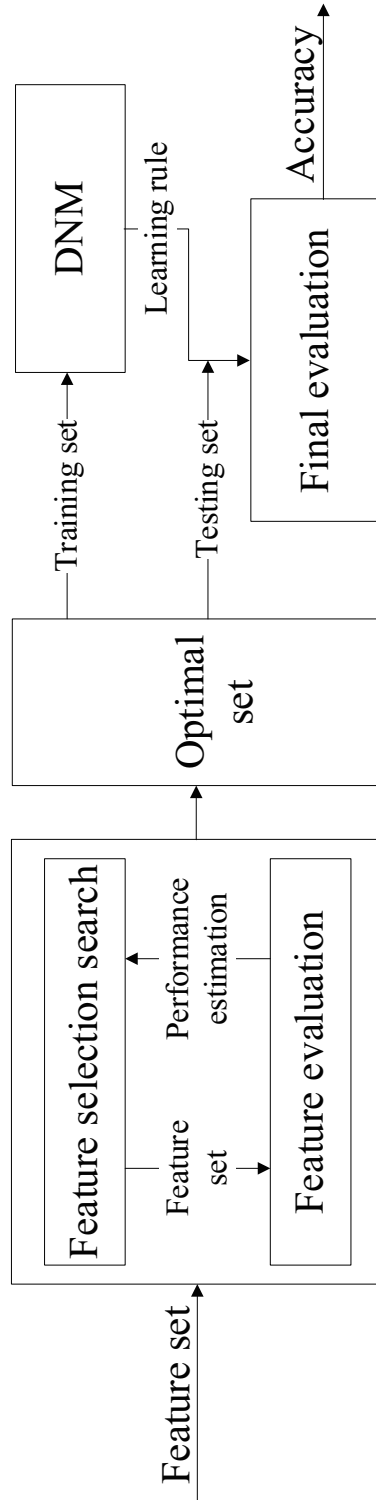 Feature set
Feature selection search
Feature
set
Performance
estimation
Feature evaluation
Optimal
set
Training set
Testing set
DNM
Learning rule
Final evaluation
Accuracy